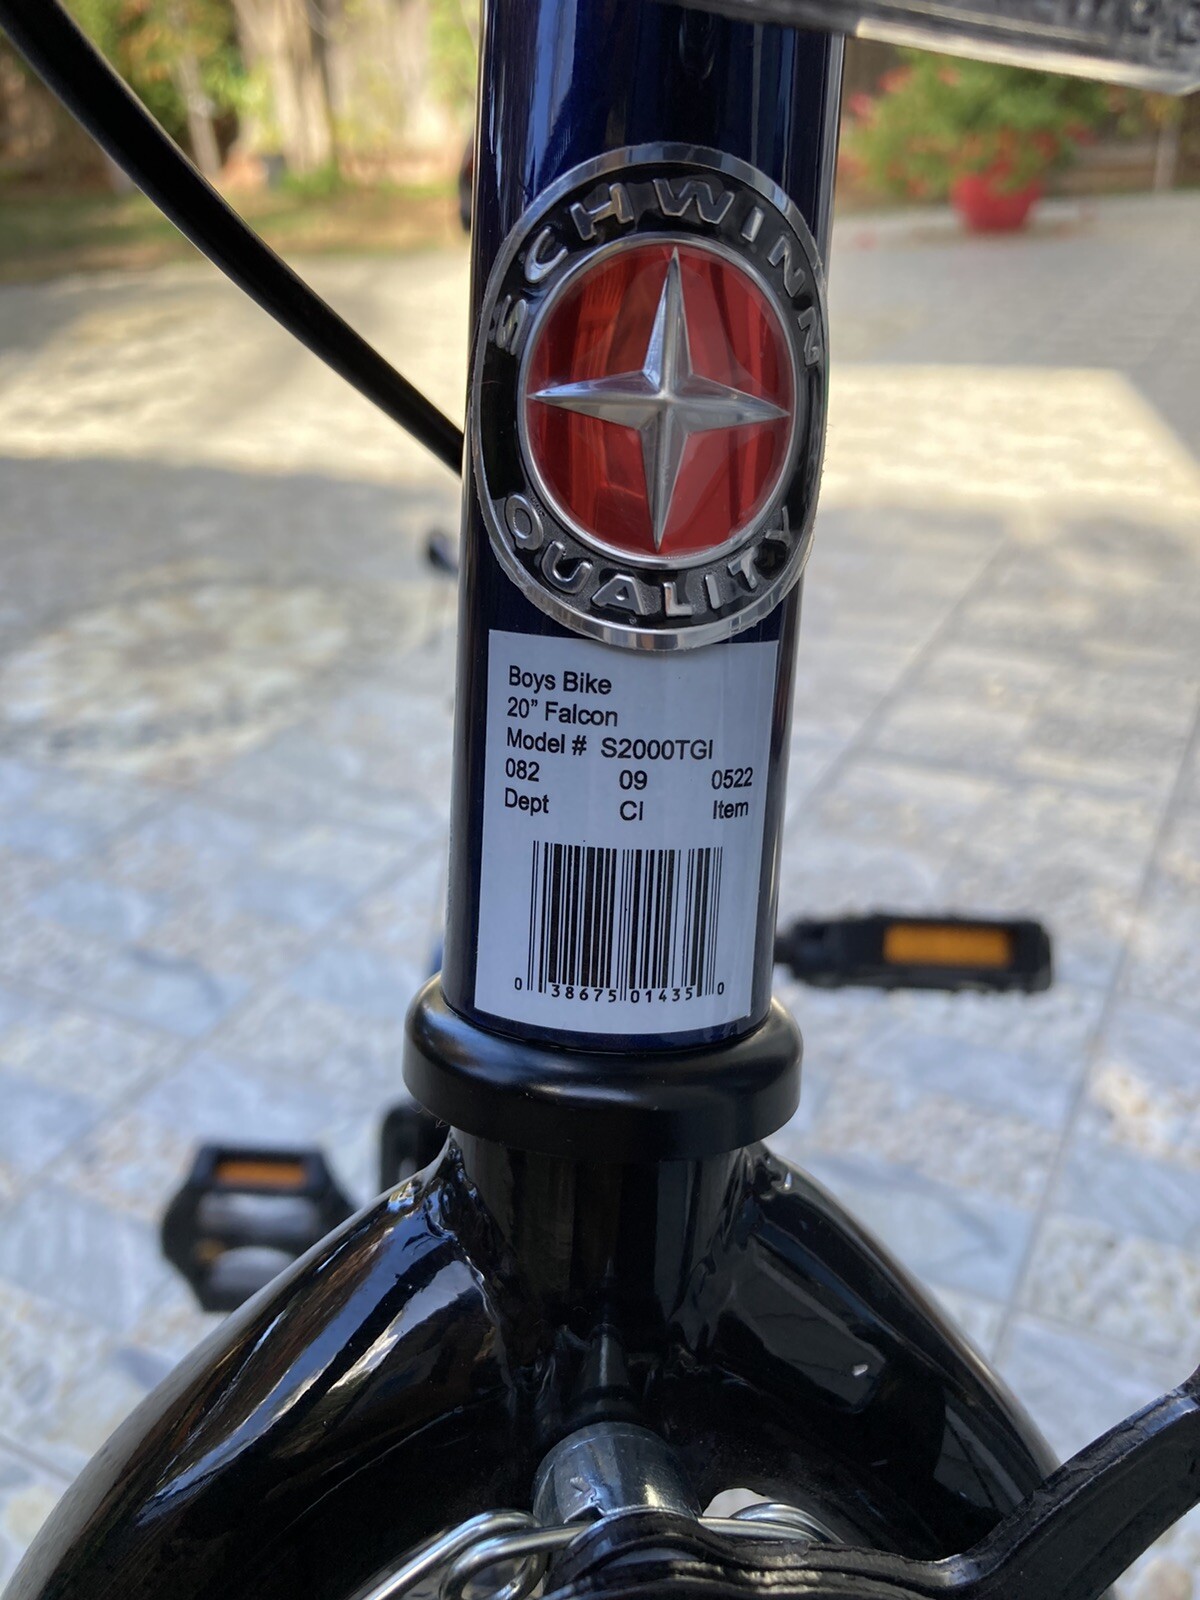 SCHWINN
QUALITY
Boys Bike
20” Falcon
Model # S2000TGI
082 09 0522
Dept Cl Item
0 38675 01435 0